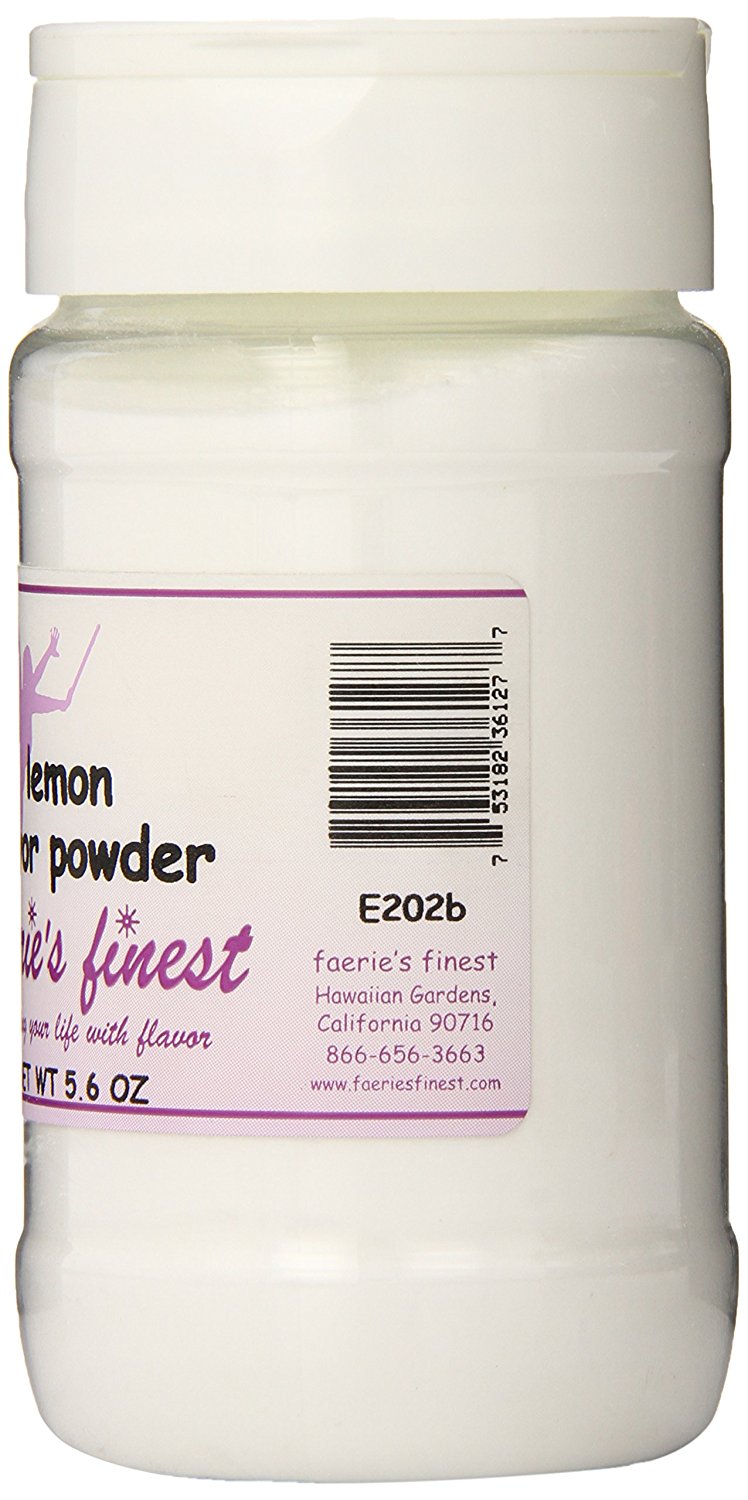 lemon
or powder
ie's finest
your life with flavor
ET WT 5.6 OZ
7 53182 36127 7
E202b
faerie's finest
Hawaiian Gardens,
California 90716
866-656-3663
www.faeriesfinest.com